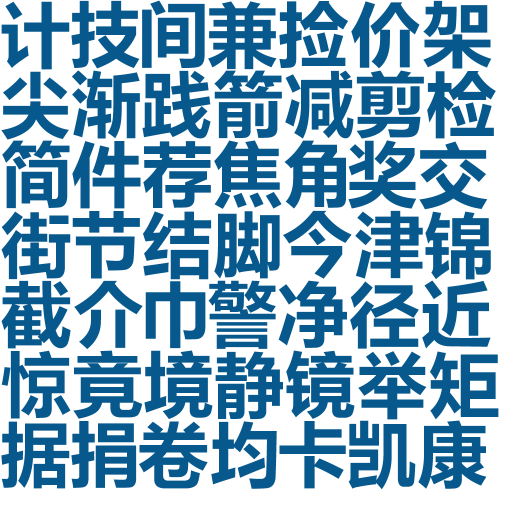 计技间兼捡价架
尖渐践箭减剪检
简件荐焦角奖交
街节结脚今津锦
截介巾警净径近
惊竟境静镜举矩
据捐卷均卡凯康